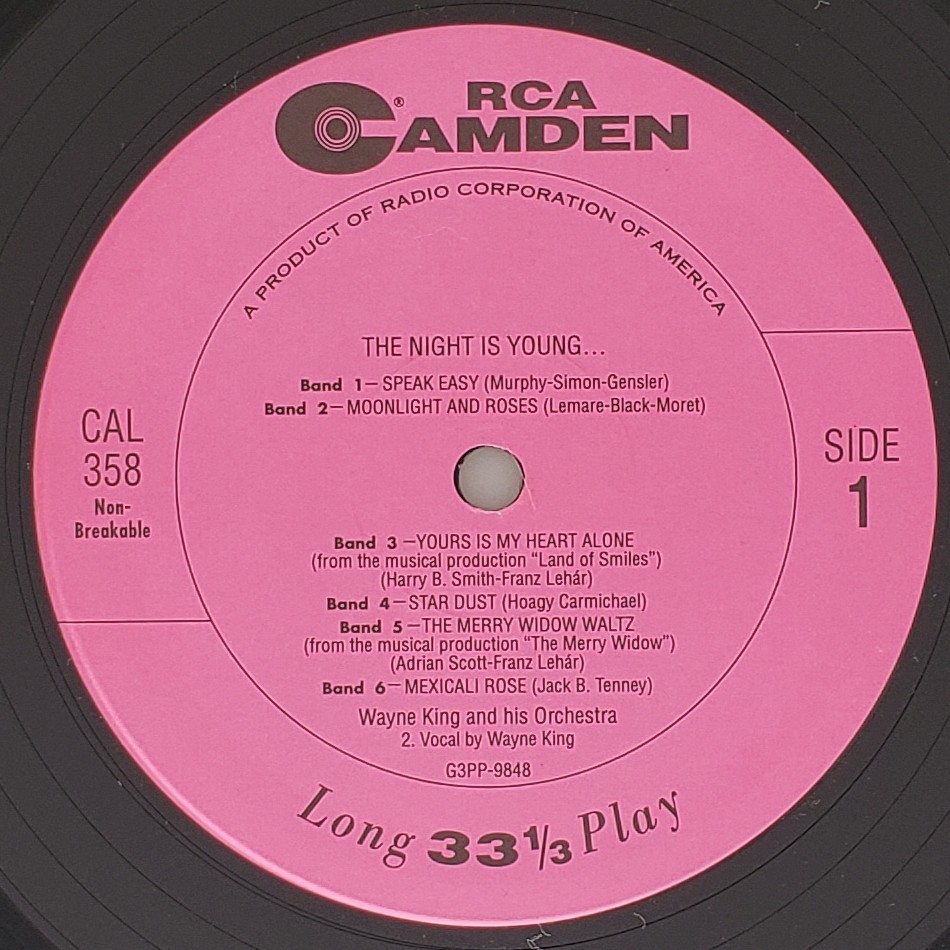 RCA
CAMDEN®
A PRODUCT OF RADIO CORPORATION OF AMERICA
THE NIGHT IS YOUNG...
Band 1—SPEAK EASY (Murphy-Simon-Gensler)
Band 2—MOONLIGHT AND ROSES (Lemare-Black-Moret)
CAL
358
Non-
Breakable
SIDE
1
Band 3—YOURS IS MY HEART ALONE
(from the musical production “Land of Smiles”)
(Harry B. Smith-Franz Lehár)
Band 4—STAR DUST (Hoagy Carmichael)
Band 5—THE MERRY WIDOW WALTZ
(from the musical production “The Merry Widow”)
(Adrian Scott-Franz Lehár)
Band 6—MEXICALI ROSE (Jack B. Tenney)
Wayne King and his Orchestra
2. Vocal by Wayne King
G3PP-9848
Long 33⅓ Play